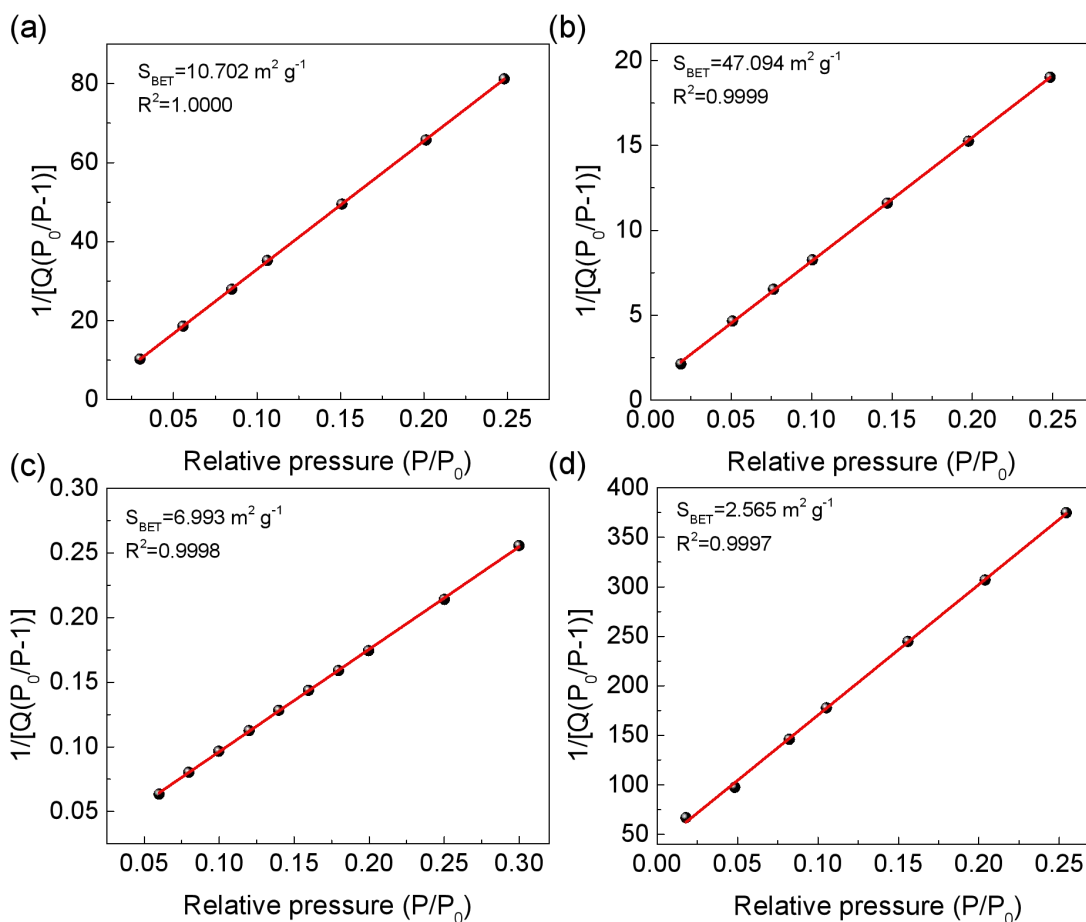 (a)
S_BET=10.702 m² g⁻¹
R²=1.0000
80
60
40
20
0
1/[Q(P₀/P-1)]
0.05 0.10 0.15 0.20 0.25
Relative pressure (P/P₀)
(b)
S_BET=47.094 m² g⁻¹
R²=0.9999
20
15
10
5
0
1/[Q(P₀/P-1)]
0.00 0.05 0.10 0.15 0.20 0.25
Relative pressure (P/P₀)
(c)
S_BET=6.993 m² g⁻¹
R²=0.9998
0.30
0.25
0.20
0.15
0.10
0.05
1/[Q(P₀/P-1)]
0.05 0.10 0.15 0.20 0.25 0.30
Relative pressure (P/P₀)
(d)
S_BET=2.565 m² g⁻¹
R²=0.9997
400
350
300
250
200
150
100
50
1/[Q(P₀/P-1)]
0.00 0.05 0.10 0.15 0.20 0.25
Relative pressure (P/P₀)